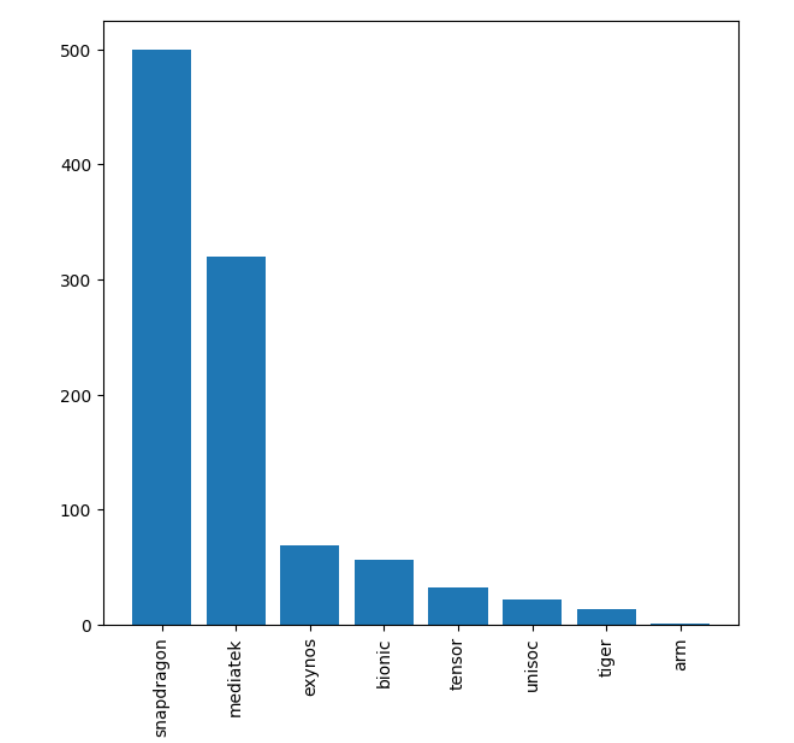 500
400
300
200
100
0
snapdragon
mediatek
exynos
bionic
tensor
unisoc
tiger
arm